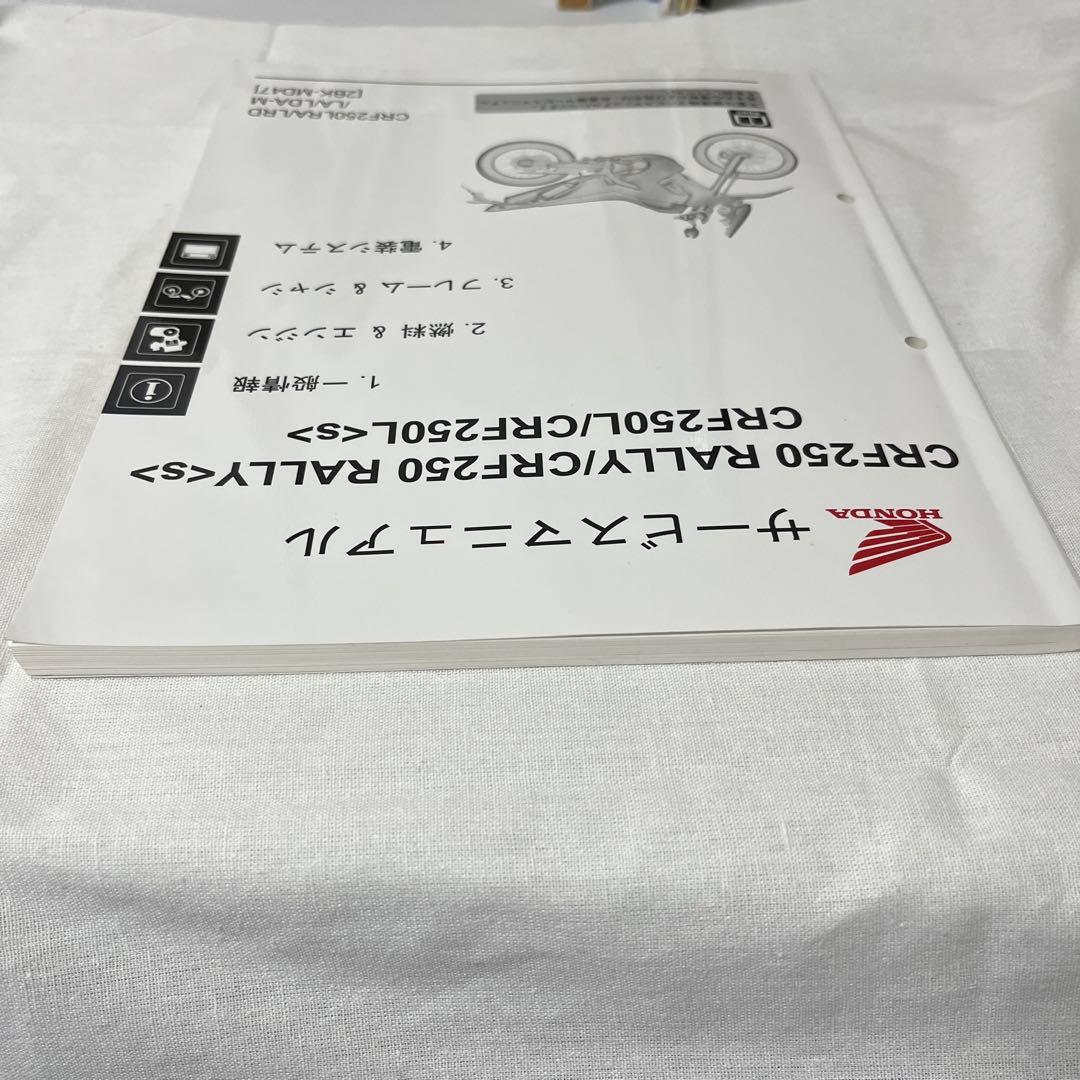 HONDA
サービスマニュアル
CRF250 RALLY/CRF250 RALLY<s>
CRF250L/CRF250L<s>
1. 一般情報
2. 燃料 & エンジン
3. フレーム & シャシ
4. 電装システム
CRF250LRA/LRD
/LA/LDA-M
[2BK-MD47]